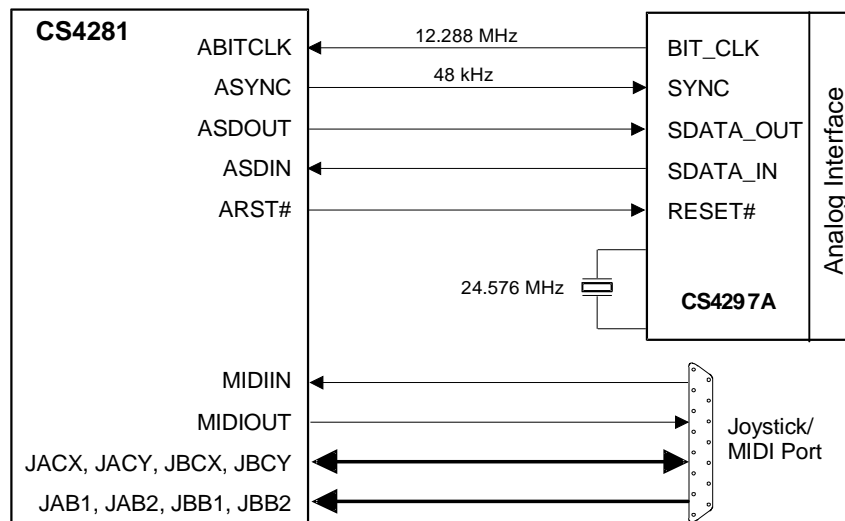 CS4281
ABITCLK
12.288 MHz
BIT_CLK
ASYNC
48 kHz
SYNC
ASDOUT
SDATA_OUT
ASDIN
SDATA_IN
ARST#
RESET#
Analog Interface
24.576 MHz
CS4297A
MIDIIN
MIDIOUT
Joystick/
MIDI Port
JACX, JACY, JBCX, JBCY
JAB1, JAB2, JBB1, JBB2